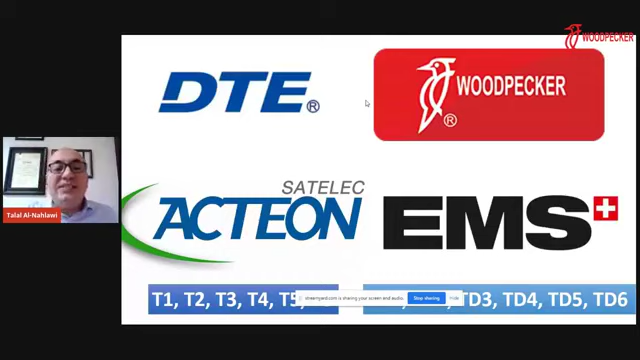 WOODPECKER
DTE®
WOODPECKER
®
SATELEC
ACTEON
EMS
Talal Al-Nahlawi
T1, T2, T3, T4, T5,
streamyard.com is sharing your screen and audio.
Stop sharing
Hide
TD3, TD4, TD5, TD6